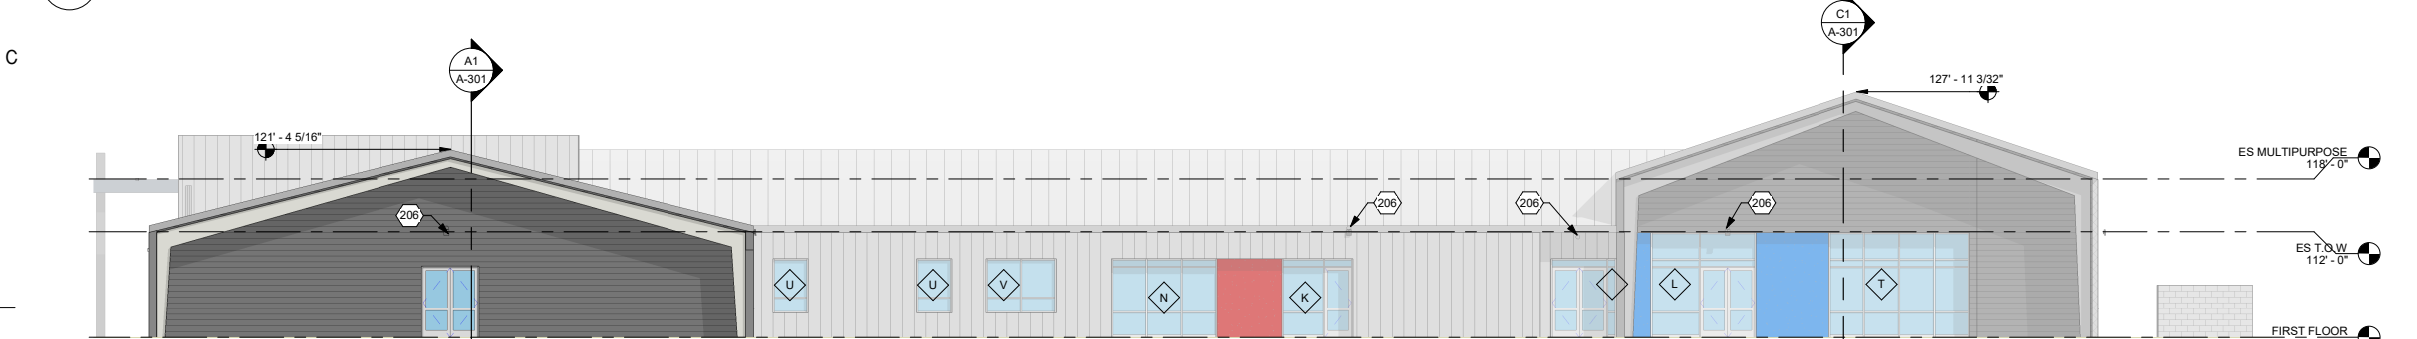 C1
A-301
C
A1
A-301
127' - 11 3/32"
121' - 4 5/16"
ES MULTIPURPOSE
118' - 0"
206
206
206
206
ES T.O.W
112' - 0"
U
U
V
N
K
L
T
FIRST FLOOR